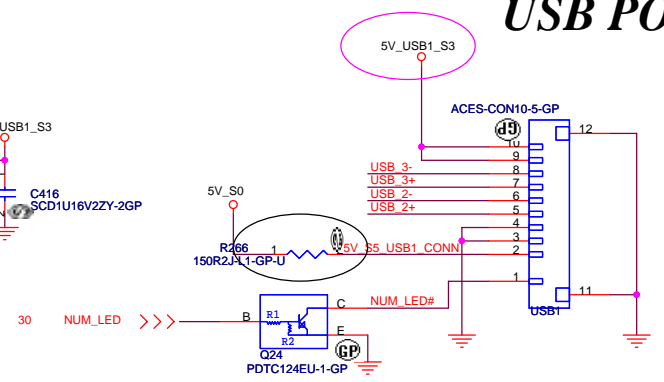 USB PO
5V_USB1_S3
ACES-CON10-5-GP
GP
12
10
9
USB_3- 8
USB_3+ 7
USB_2- 6
USB_2+ 5
4
3
2
1
11
USB1
USB1_S3
C416
SCD1U16V2ZY-2GP
5V_S0
R266
1
150R2J-L1-GP-U
5V_S5_USB1_CONN
30
NUM_LED
B
R1
R2
C
E
NUM_LED#
GP
Q24
PDTC124EU-1-GP